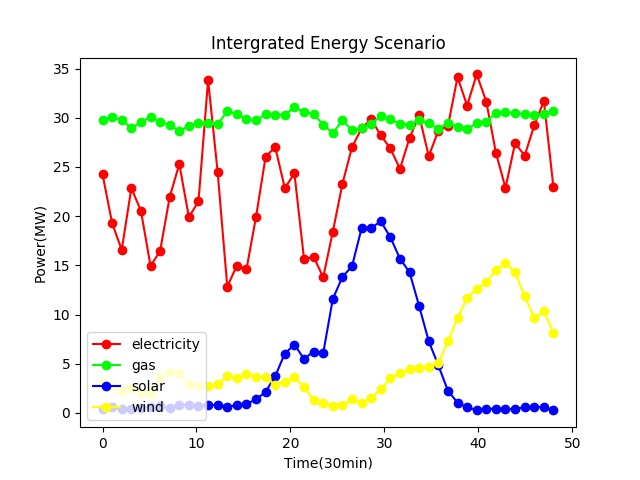 Intergrated Energy Scenario
Power(MW)
35
30
25
20
15
10
5
0
electricity
gas
solar
wind
0 10 20 30 40 50
Time(30min)